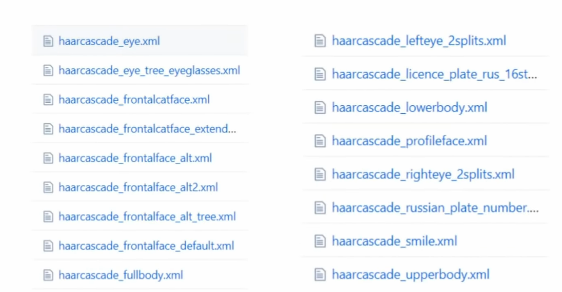 haarcascade_eye.xml
haarcascade_eye_tree_eyeglasses.xml
haarcascade_frontalcatface.xml
haarcascade_frontalcatface_extend...
haarcascade_frontalface_alt.xml
haarcascade_frontalface_alt2.xml
haarcascade_frontalface_alt_tree.xml
haarcascade_frontalface_default.xml
haarcascade_fullbody.xml
haarcascade_lefteye_2splits.xml
haarcascade_licence_plate_rus_16st...
haarcascade_lowerbody.xml
haarcascade_profileface.xml
haarcascade_righteye_2splits.xml
haarcascade_russian_plate_number....
haarcascade_smile.xml
haarcascade_upperbody.xml